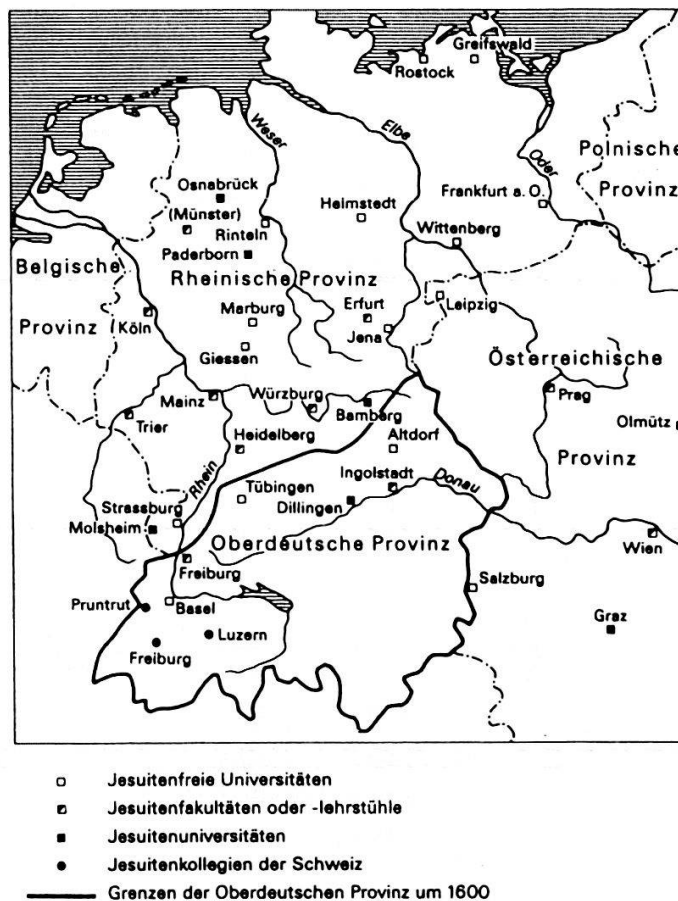 Greifswald
Rostock
Weser
Elbe
Oder
Polnische
Provinz
Osnabrück
(Münster)
Rinteln
Helmstedt
Frankfurt a. O.
Wittenberg
Paderborn
Belgische
Provinz
Rheinische Provinz
Köln
Marburg
Erfurt
Leipzig
Jena
Giessen
Österreichische
Provinz
Mainz
Würzburg
Bamberg
Prag
Trier
Heidelberg
Altdorf
Olmütz
Rhein
Ingolstadt
Donau
Strassburg
Tübingen
Dillingen
Molsheim
Oberdeutsche Provinz
Wien
Freiburg
Salzburg
Pruntrut
Basel
Luzern
Graz
Freiburg
Jesuitenfreie Universitäten
Jesuitenfakultäten oder -lehrstühle
Jesuitenuniversitäten
Jesuitenkollegien der Schweiz
Grenzen der Oberdeutschen Provinz um 1600